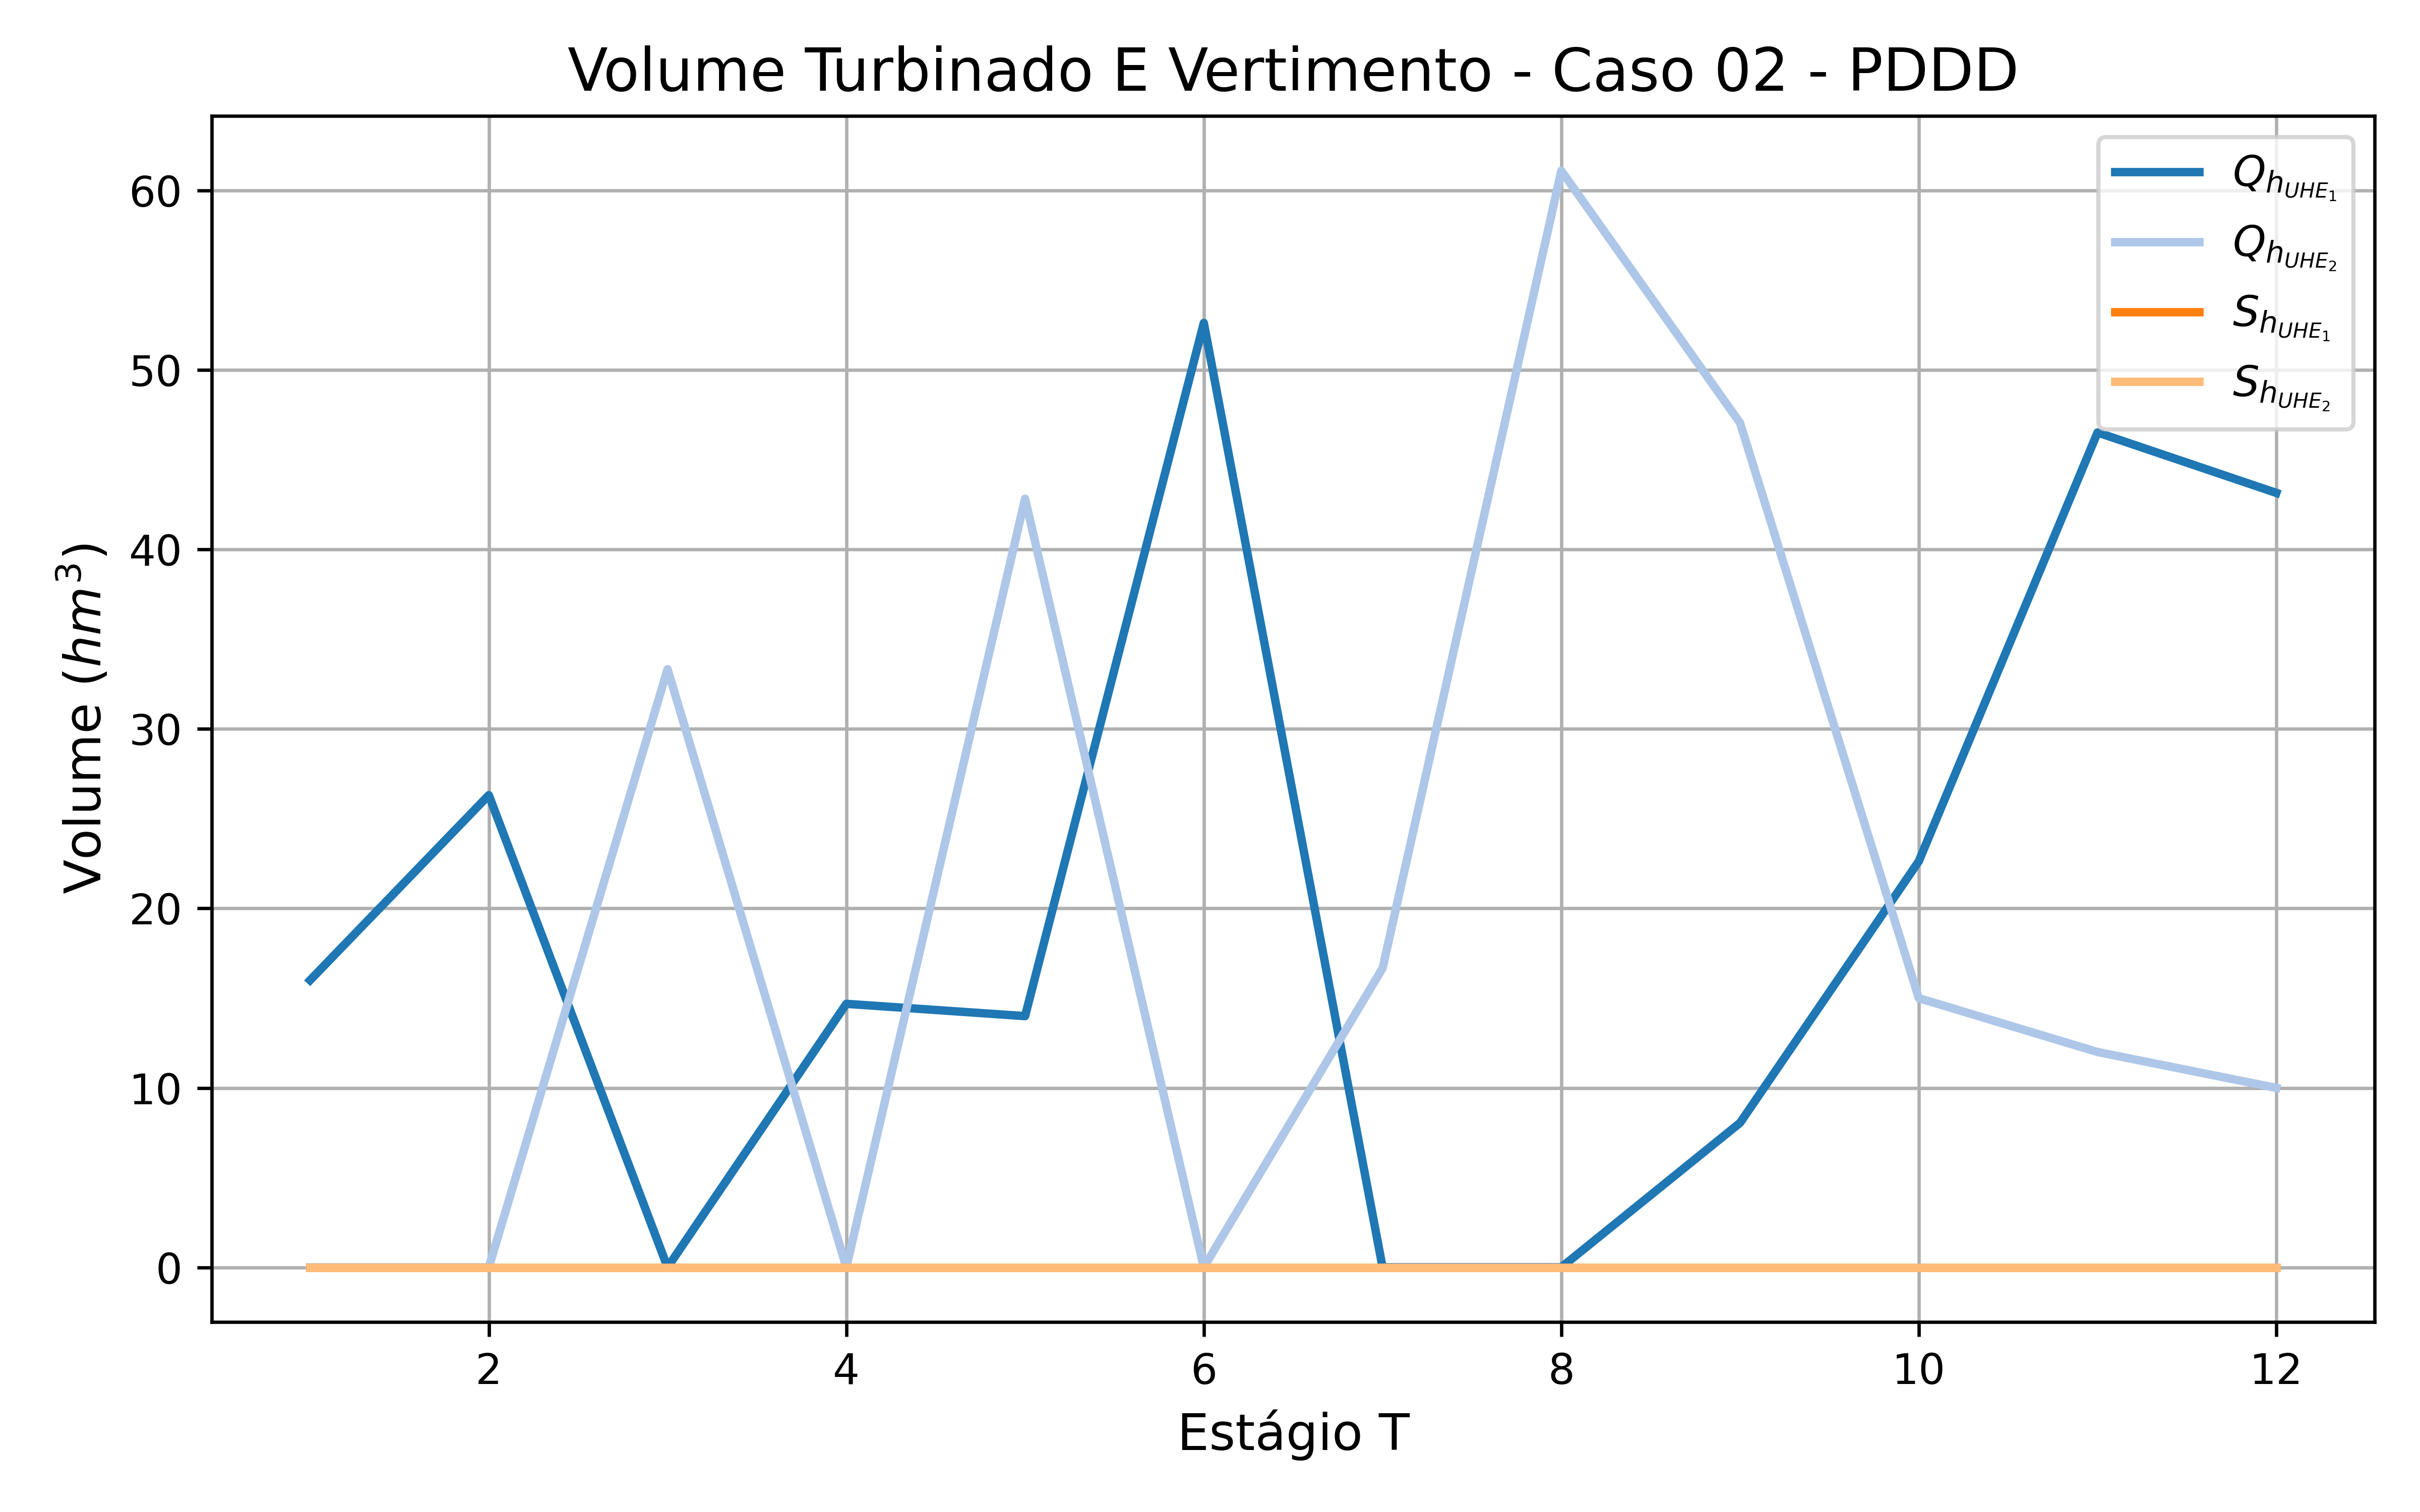 Volume Turbinado E Vertimento - Caso 02 - PDDD
Volume (hm³)
60
50
40
30
20
10
0
2 4 6 8 10 12
Estágio T
Q_{h_{UHE_1}}
Q_{h_{UHE_2}}
S_{h_{UHE_1}}
S_{h_{UHE_2}}